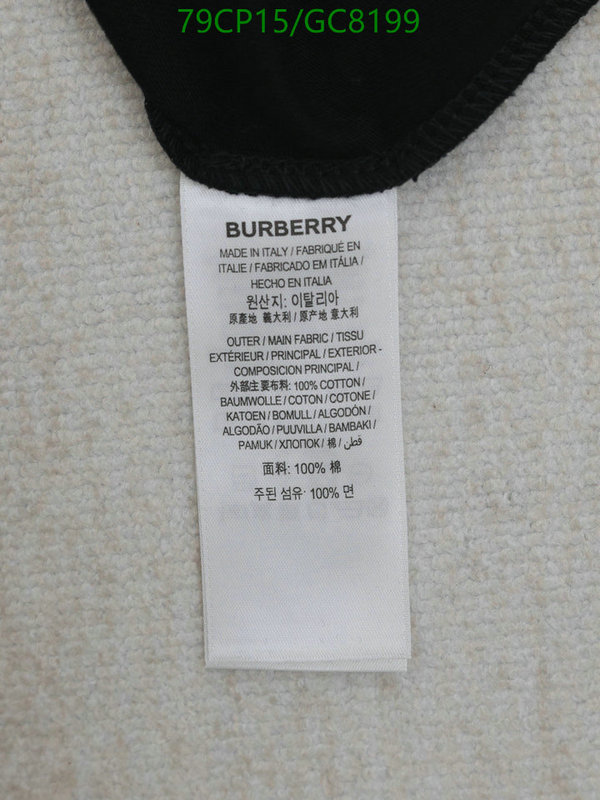 79CP15/GC8199
BURBERRY
MADE IN ITALY / FABRIQUÉ EN
ITALIE / FABRICADO EM ITÁLIA /
HECHO EN ITALIA
원산지: 이탈리아
原產地 義大利 / 原产地 意大利
OUTER / MAIN FABRIC / TISSU
EXTÉRIEUR / PRINCIPAL / EXTERIOR -
COMPOSICION PRINCIPAL /
外部主要布料: 100% COTTON /
BAUMWOLLE / COTON / COTONE /
KATOEN / BOMULL / ALGODÓN /
ALGODÃO / PUUVILLA / BAMBAKI /
PAMUK / ХЛОПОК / 棉 / قطن
面料: 100% 棉
주된 섬유: 100% 면